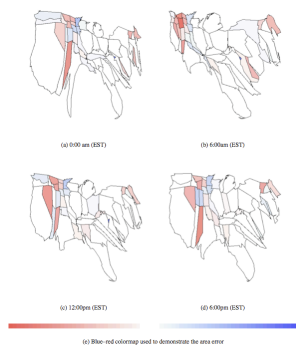 (a) 0:00 am (EST)
(b) 6:00am (EST)
(c) 12:00pm (EST)
(d) 6:00pm (EST)
(e) Blue–red colormap used to demonstrate the area error